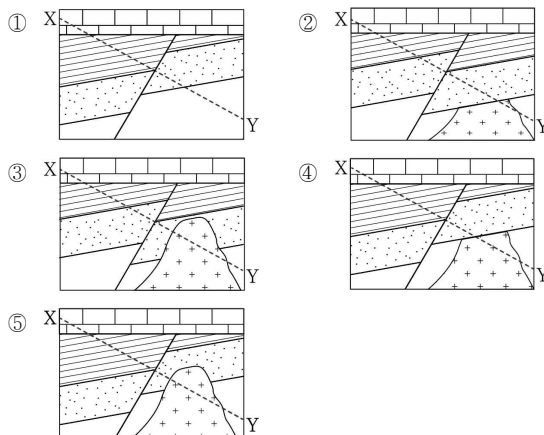 ① X Y
② X Y
③ X Y
④ X Y
⑤ X Y